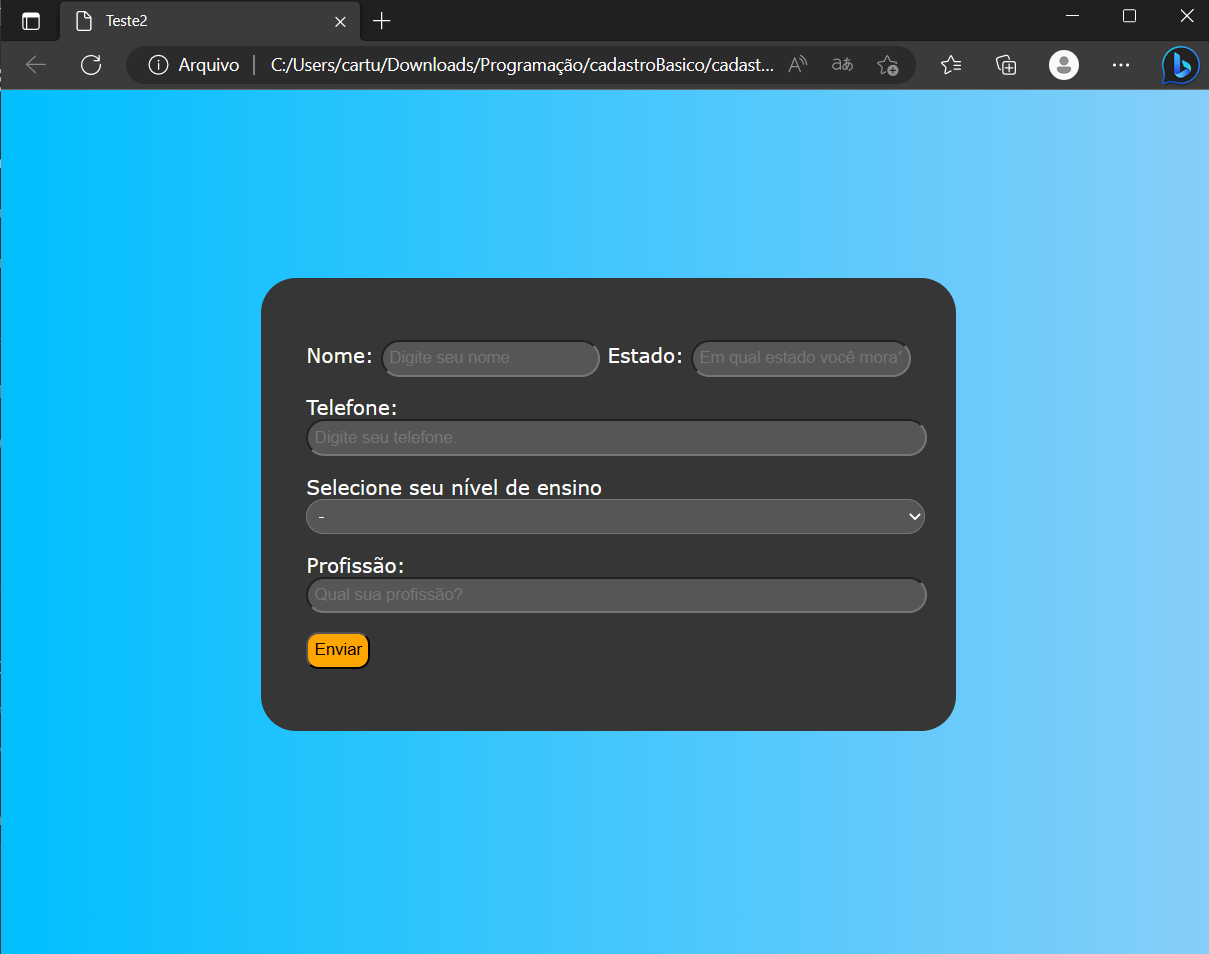 Teste2
Arquivo C:/Users/cartu/Downloads/Programação/cadastroBasico/cadast...
Nome: Digite seu nome. Estado: Em qual estado você mora
Telefone:
Digite seu telefone.
Selecione seu nível de ensino
-
Profissão:
Qual sua profissão?
Enviar